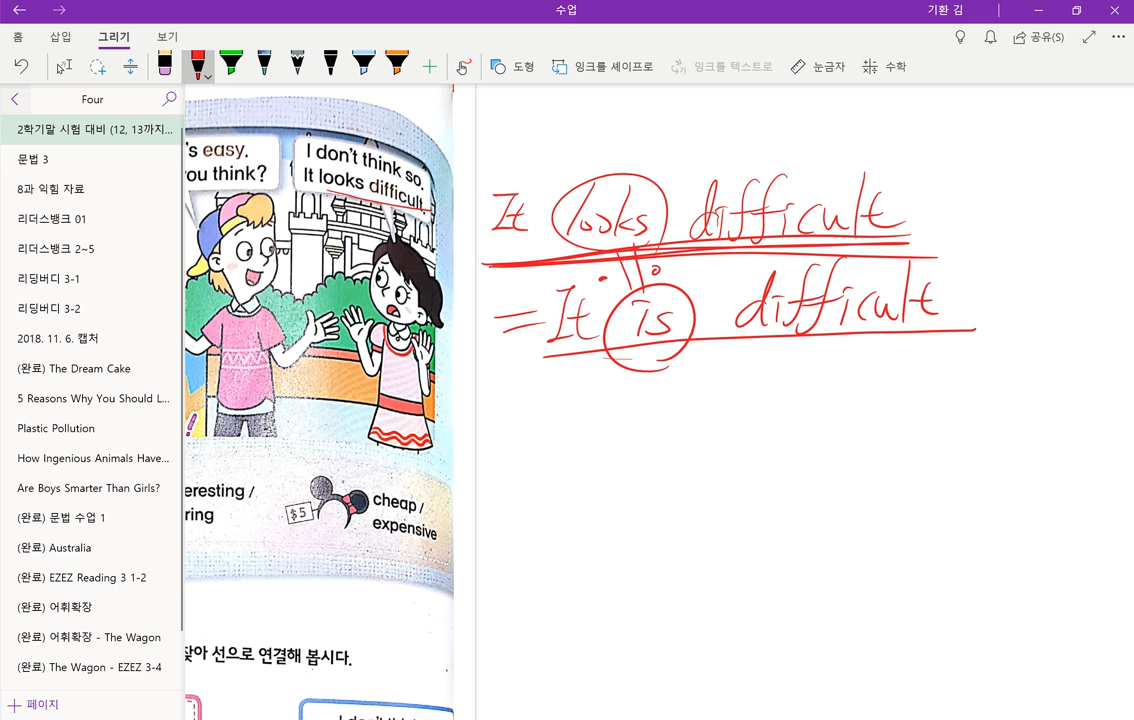 수업
기환 김
홈
삽입
그리기
보기
공유(S)
도형
잉크를 셰이프로
잉크를 텍스트로
눈금자
수학
Four
2학기말 시험 대비 (12, 13까지...
문법 3
8과 익힘 자료
리더스뱅크 01
리더스뱅크 2~5
리딩버디 3-1
리딩버디 3-2
2018. 11. 6. 캡처
(완료) The Dream Cake
5 Reasons Why You Should L...
Plastic Pollution
How Ingenious Animals Have...
Are Boys Smarter Than Girls?
(완료) 문법 수업 1
(완료) Australia
(완료) EZEZ Reading 3 1-2
(완료) 어휘확장
(완료) 어휘확장 - The Wagon
(완료) The Wagon - EZEZ 3-4
페이지
's easy.
ou think?
I don't think so.
It looks difficult.
eresting /
ring
$5
cheap /
expensive
찾아 선으로 연결해 봅시다.
It looks difficult
= It is difficult